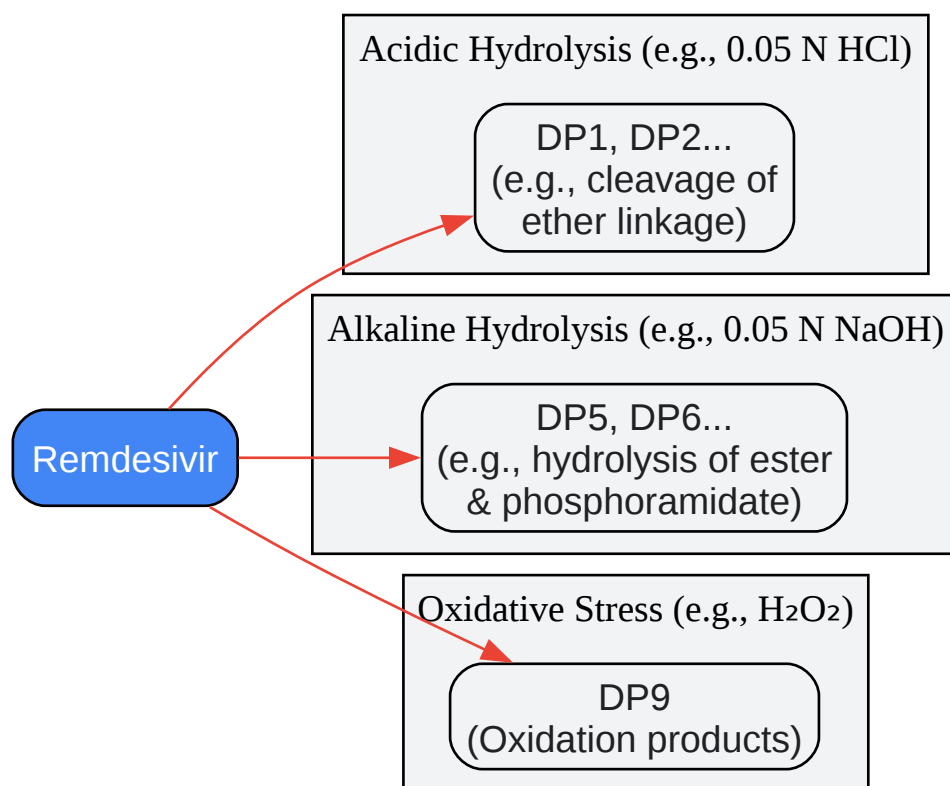 Acidic Hydrolysis (e.g., 0.05 N HCl)
DP1, DP2...
(e.g., cleavage of
ether linkage)
Alkaline Hydrolysis (e.g., 0.05 N NaOH)
DP5, DP6...
(e.g., hydrolysis of ester
& phosphoramidate)
Remdesivir
Oxidative Stress (e.g., H₂O₂)
DP9
(Oxidation products)